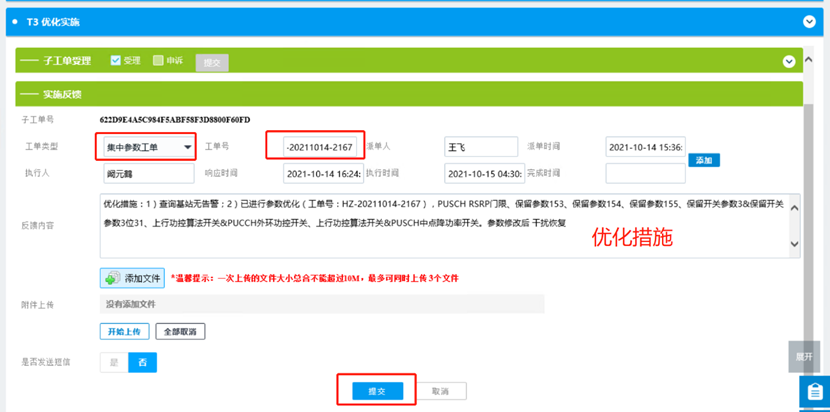 T3 优化实施
子工单受理 受理 申诉 提交
实施反馈
子工单号 622D9E4A5C984F5ABF58F3D8800F60FD
工单类型 集中参数工单 工单号 -20211014-2167 派单人 王飞 派单时间 2021-10-14 15:36:
添加
执行人 阙元龖 响应时间 2021-10-14 16:24: 执行时间 2021-10-15 04:30: 完成时间
优化措施：1）查询基站无告警；2）已进行参数优化（工单号：HZ-20211014-2167），PUSCH RSRP门限、保留参数153、保留参数154、保留参数155、保留开关参数3&保留开关
反馈内容 参数3位31、上行功控算法开关&PUCCH外环功控开关、上行功控算法开关&PUSCH中点降功率开关。参数修改后 干扰恢复
优化措施
添加文件 *温馨提示：一次上传的文件大小总合不能超过10M，最多可同时上传3个文件
附件上传 没有添加文件
开始上传 全部取消
是否发送短信 是 否
展开
提交 取消